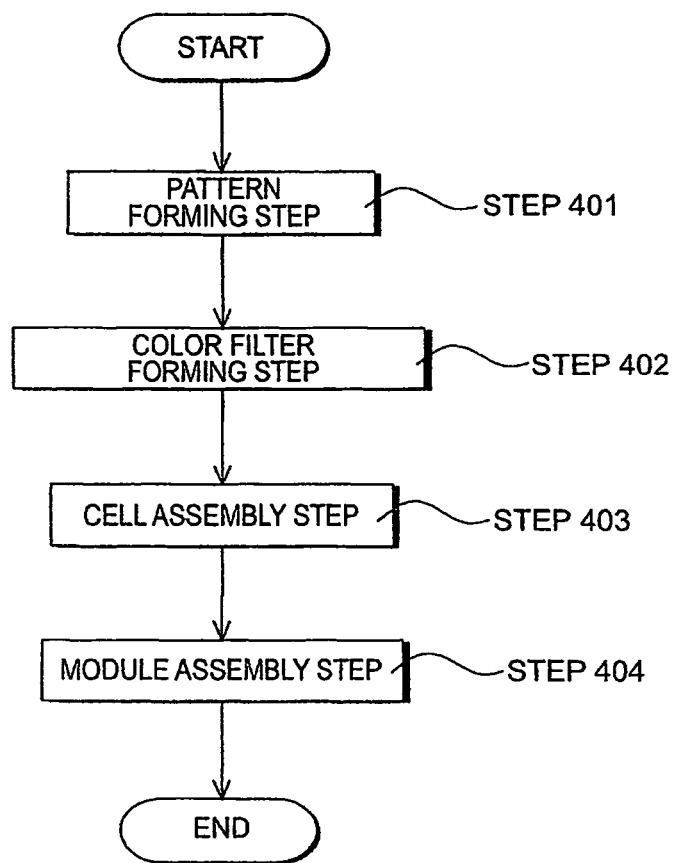 START
PATTERN
FORMING STEP
STEP 401
COLOR FILTER
FORMING STEP
STEP 402
CELL ASSEMBLY STEP
STEP 403
MODULE ASSEMBLY STEP
STEP 404
END